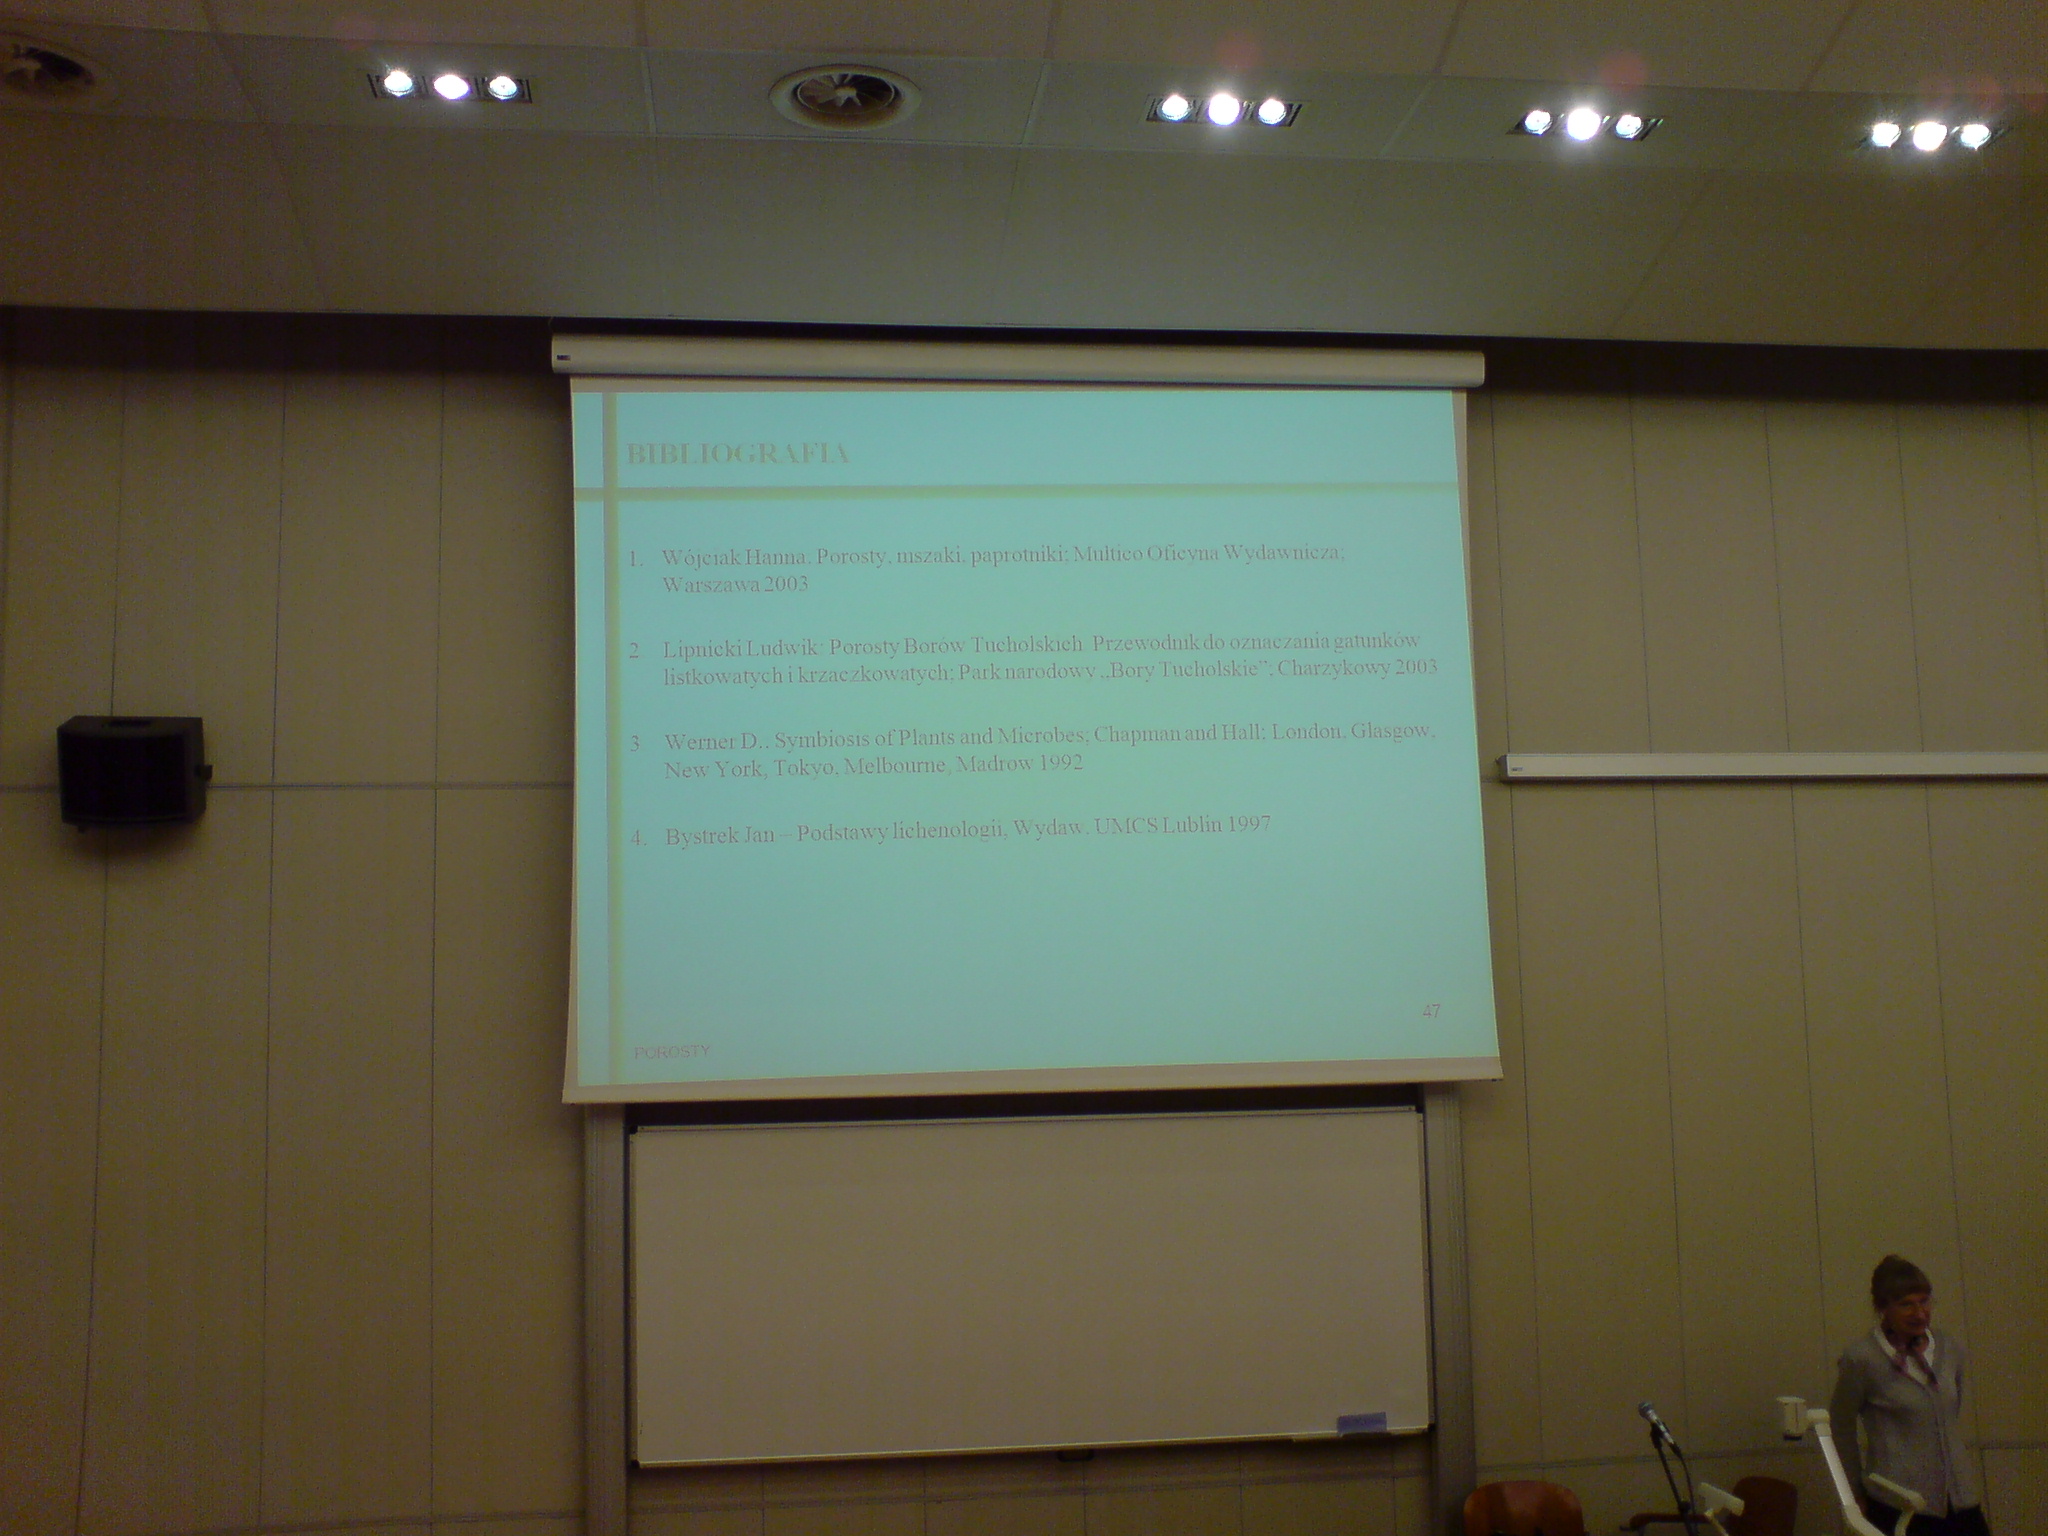 BIBLIOGRAFIA
1. Wójciak Hanna. Porosty, mszaki, paprotniki; Multico Oficyna Wydawnicza;
Warszawa 2003
2 Lipnicki Ludwik: Porosty Borów Tucholskich Przewodnik do oznaczania gatunków
listkowatych i krzaczkowatych; Park narodowy „Bory Tucholskie”; Charzykowy 2003
3 Werner D.. Symbiosis of Plants and Microbes; Chapman and Hall; London, Glasgow,
New York, Tokyo, Melbourne, Madrow 1992
4. Bystrek Jan – Podstawy lichenologii, Wydaw. UMCS Lublin 1997
47
POROSTY